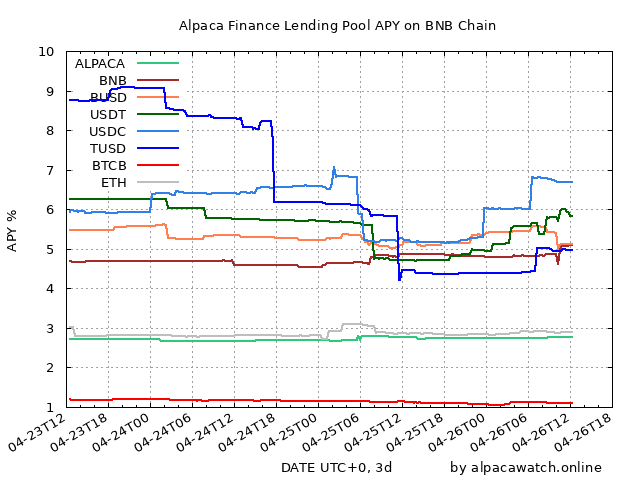 Alpaca Finance Lending Pool APY on BNB Chain
10
9
8
7
6
5
4
3
2
1
APY %
ALPACA
BNB
BUSD
USDT
USDC
TUSD
BTCB
ETH
04-23T12
04-23T18
04-24T00
04-24T06
04-24T12
04-24T18
04-25T00
04-25T06
04-25T12
04-25T18
04-26T00
04-26T06
04-26T12
04-26T18
DATE UTC+0, 3d
by alpacawatch.online